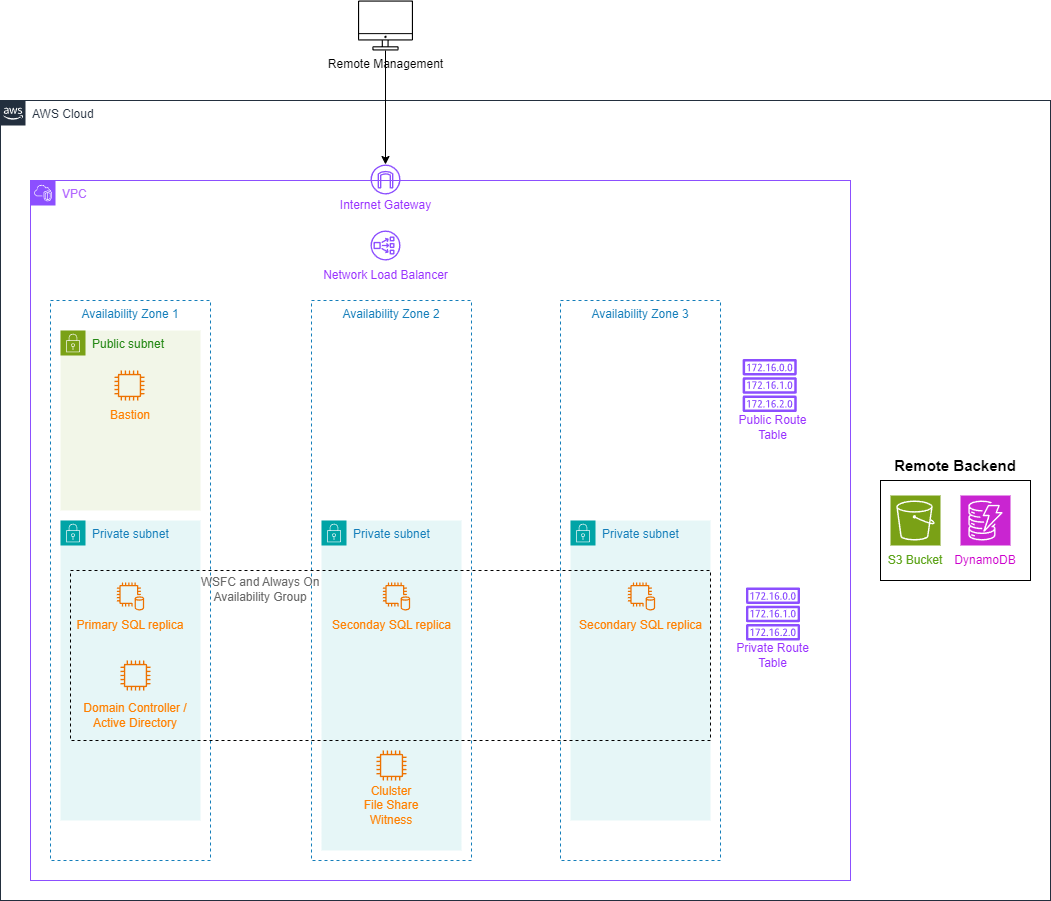 Remote Management
aws
AWS Cloud
VPC
Internet Gateway
Network Load Balancer
Availability Zone 1
Availability Zone 2
Availability Zone 3
Public subnet
Bastion
172.16.0.0
172.16.1.0
172.16.2.0
Public Route
Table
Remote Backend
S3 Bucket
DynamoDB
Private subnet
Private subnet
Private subnet
WSFC and Always On
Availability Group
Primary SQL replica
Seconday SQL replica
Secondary SQL replica
172.16.0.0
172.16.1.0
172.16.2.0
Private Route
Table
Domain Controller /
Active Directory
Clulster
File Share
Witness